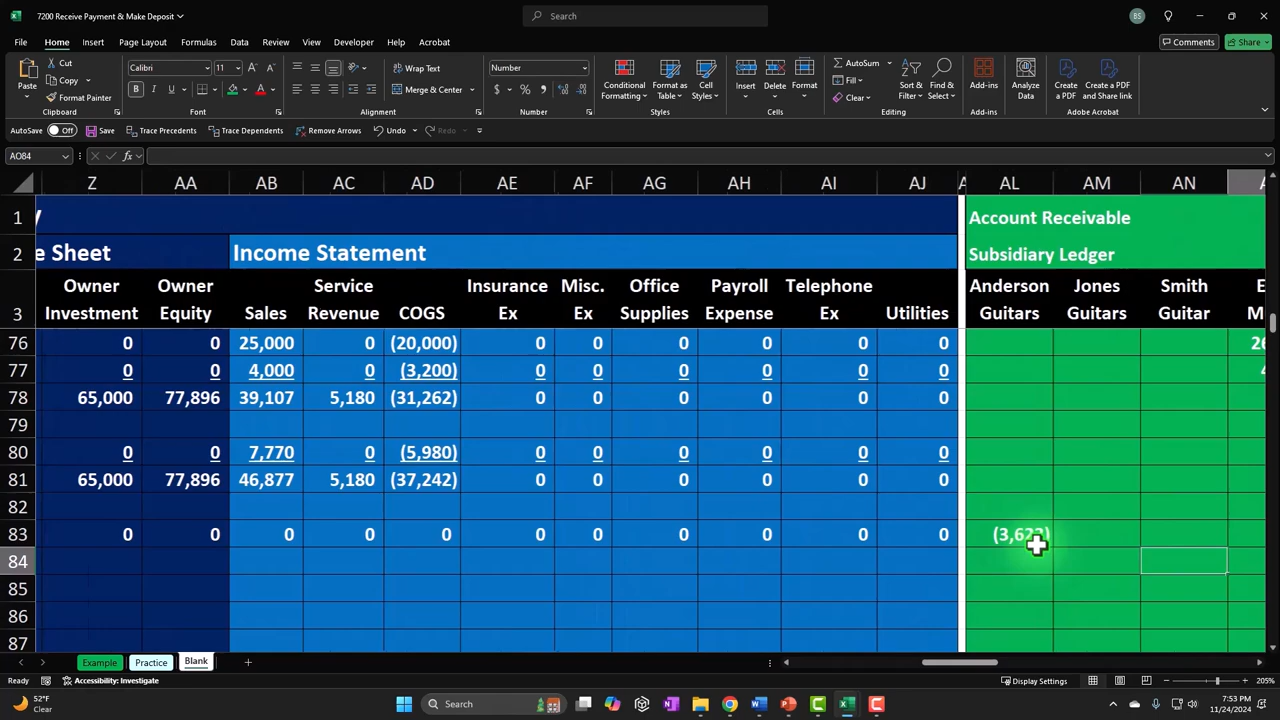 7200 Receive Payment & Make Deposit
Search
BS
File Home Insert Page Layout Formulas Data Review View Developer Help Acrobat
Comments Share
Paste Cut Copy Format Painter
Calibri 11
B I U
Wrap Text
Merge & Center
Number
$ %
Conditional Formatting
Format as Table
Cell Styles
Insert Delete Format
AutoSum
Fill
Clear
Sort & Filter
Find & Select
Add-ins
Analyze Data
Create a PDF
Create a PDF and Share link
Clipboard Font Alignment Number Styles Cells Editing Add-ins Adobe Acrobat
AutoSave Off Save Trace Precedents Trace Dependents Remove Arrows Undo Redo
AO84 fx
Z AA AB AC AD AE AF AG AH AI AJ AL AM AN
1 Account Receivable
2 e Sheet Income Statement Subsidiary Ledger
Owner Owner Service Insurance Misc. Office Payroll Telephone Anderson Jones Smith
3 Investment Equity Sales Revenue COGS Ex Ex Supplies Expense Ex Utilities Guitars Guitars Guitar
76 0 0 25,000 0 (20,000) 0 0 0 0 0 0
77 0 0 4,000 0 (3,200) 0 0 0 0 0 0
78 65,000 77,896 39,107 5,180 (31,262) 0 0 0 0 0 0
79
80 0 0 7,770 0 (5,980) 0 0 0 0 0 0
81 65,000 77,896 46,877 5,180 (37,242) 0 0 0 0 0 0
82
83 0 0 0 0 0 0 0 0 0 0 0
84
85
86
87
Example Practice Blank
Ready Accessibility: Investigate Display Settings 205%
52°F
Clear
Search
7:53 PM
11/24/2024